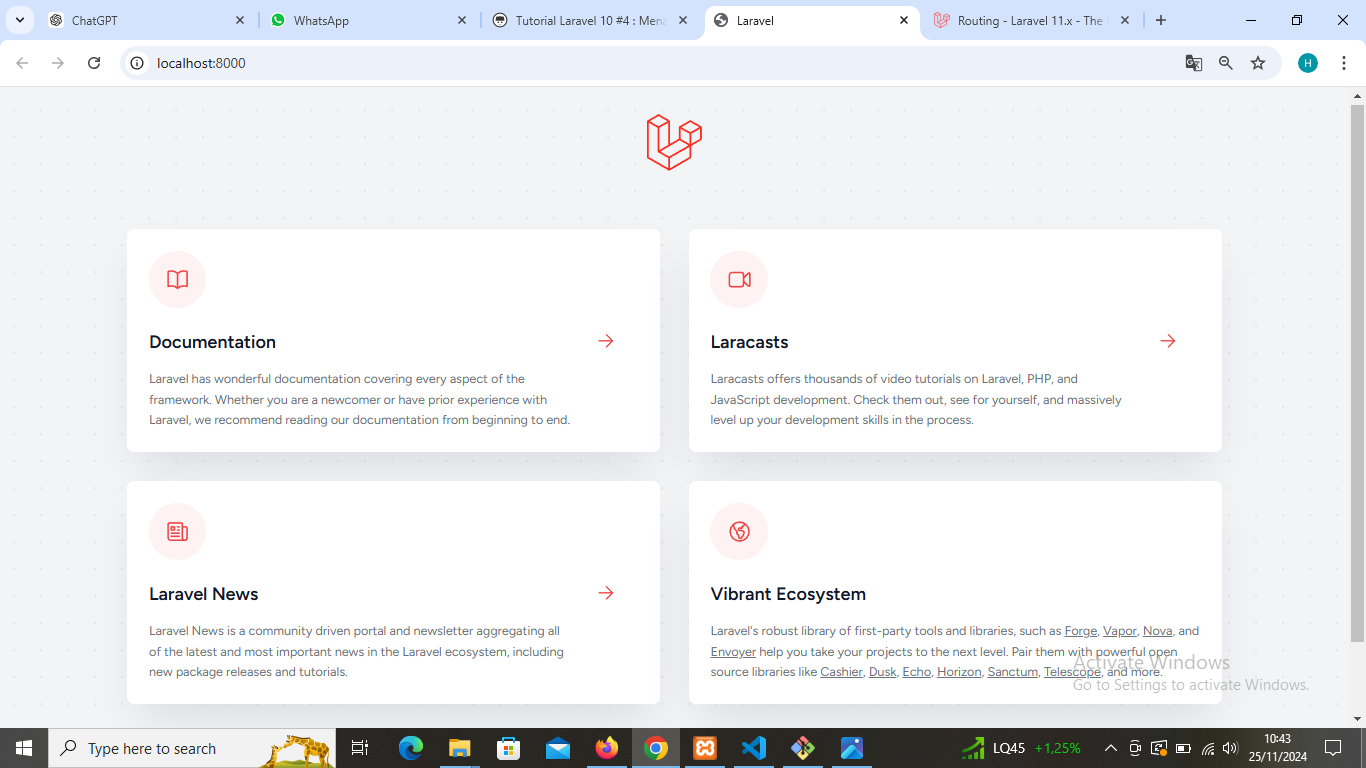 ChatGPT
WhatsApp
Tutorial Laravel 10 #4 : Mena
Laravel
Routing - Laravel 11.x - The
localhost:8000
H
Documentation
Laravel has wonderful documentation covering every aspect of the
framework. Whether you are a newcomer or have prior experience with
Laravel, we recommend reading our documentation from beginning to end.
Laracasts
Laracasts offers thousands of video tutorials on Laravel, PHP, and
JavaScript development. Check them out, see for yourself, and massively
level up your development skills in the process.
Laravel News
Laravel News is a community driven portal and newsletter aggregating all
of the latest and most important news in the Laravel ecosystem, including
new package releases and tutorials.
Vibrant Ecosystem
Laravel's robust library of first-party tools and libraries, such as Forge, Vapor, Nova, and
Envoyer help you take your projects to the next level. Pair them with powerful open
source libraries like Cashier, Dusk, Echo, Horizon, Sanctum, Telescope, and more.
Activate Windows
Go to Settings to activate Windows.
Type here to search
LQ45 +1,25%
10:43
25/11/2024